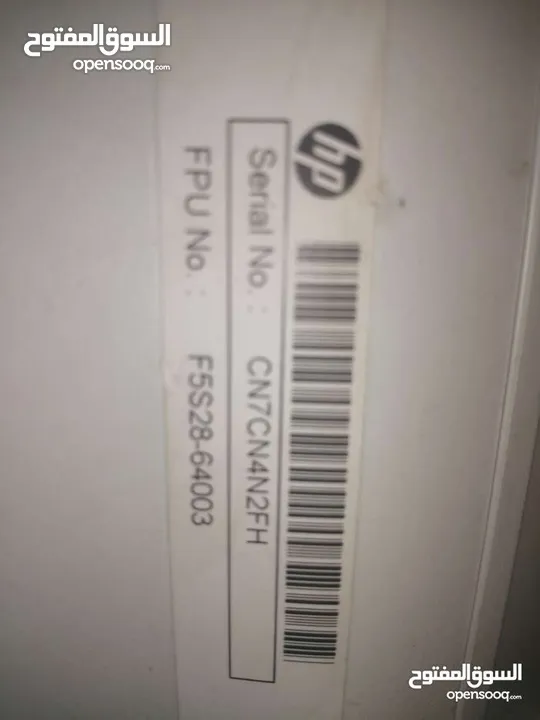 السوق المفتوح
opensooq.com
hp
Serial No. : CN7CN4N2FH
FPU No. : F5S28-64003
السوق المفتوح
opensooq.com